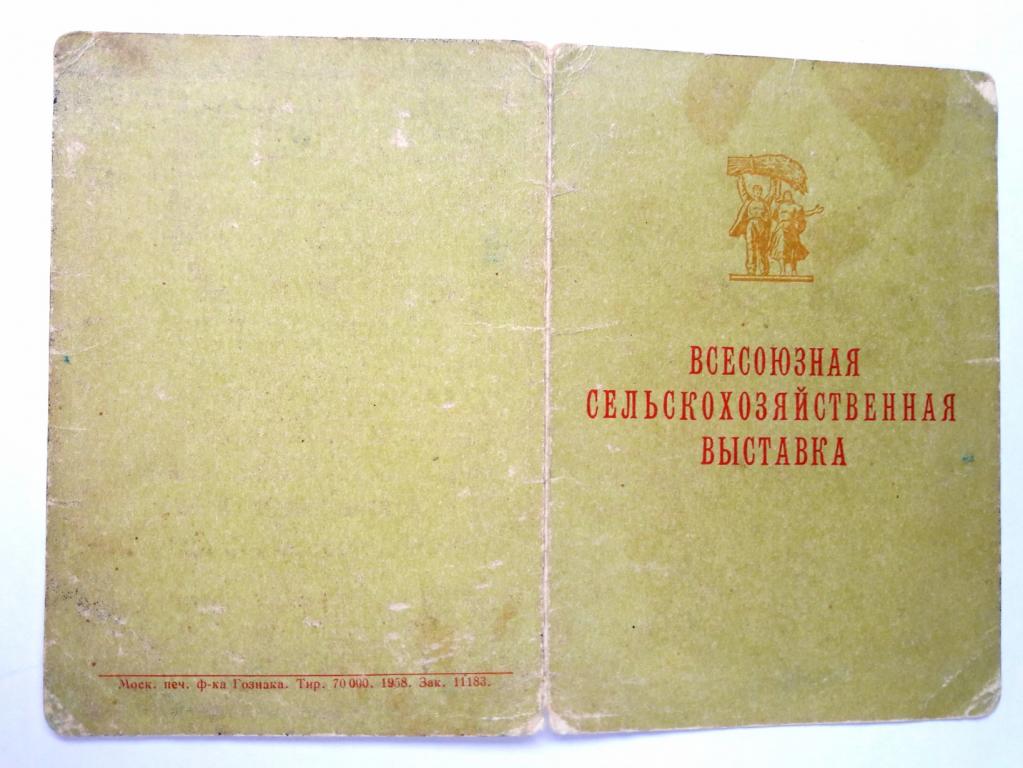 ВСЕСОЮЗНАЯ
СЕЛЬСКОХОЗЯЙСТВЕННАЯ
ВЫСТАВКА
Моск. печ. ф-ка Гознака. Тир. 70 000. 1958. Зак. 11183.